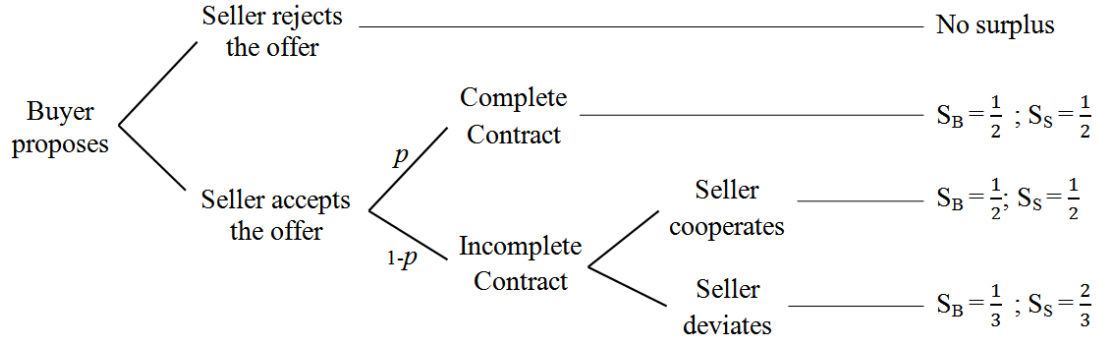 Seller rejects
the offer
No surplus
Buyer
proposes
Complete
Contract
S_B = 1/2 ; S_S = 1/2
p
Seller accepts
the offer
Seller
cooperates
S_B = 1/2; S_S = 1/2
1-p
Incomplete
Contract
Seller
deviates
S_B = 1/3 ; S_S = 2/3